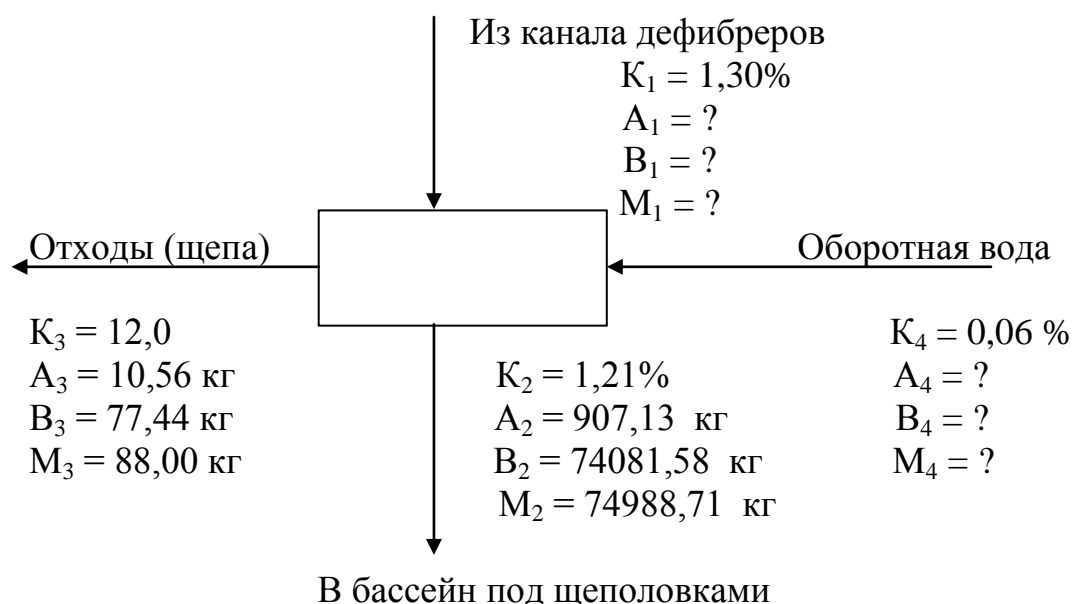 Из канала дефибреров
К₁ = 1,30%
А₁ = ?
В₁ = ?
М₁ = ?
Отходы (щепа)
Оборотная вода
К₃ = 12,0
А₃ = 10,56 кг
В₃ = 77,44 кг
М₃ = 88,00 кг
К₂ = 1,21%
А₂ = 907,13 кг
В₂ = 74081,58 кг
М₂ = 74988,71 кг
К₄ = 0,06 %
А₄ = ?
В₄ = ?
М₄ = ?
В бассейн под щеполовками